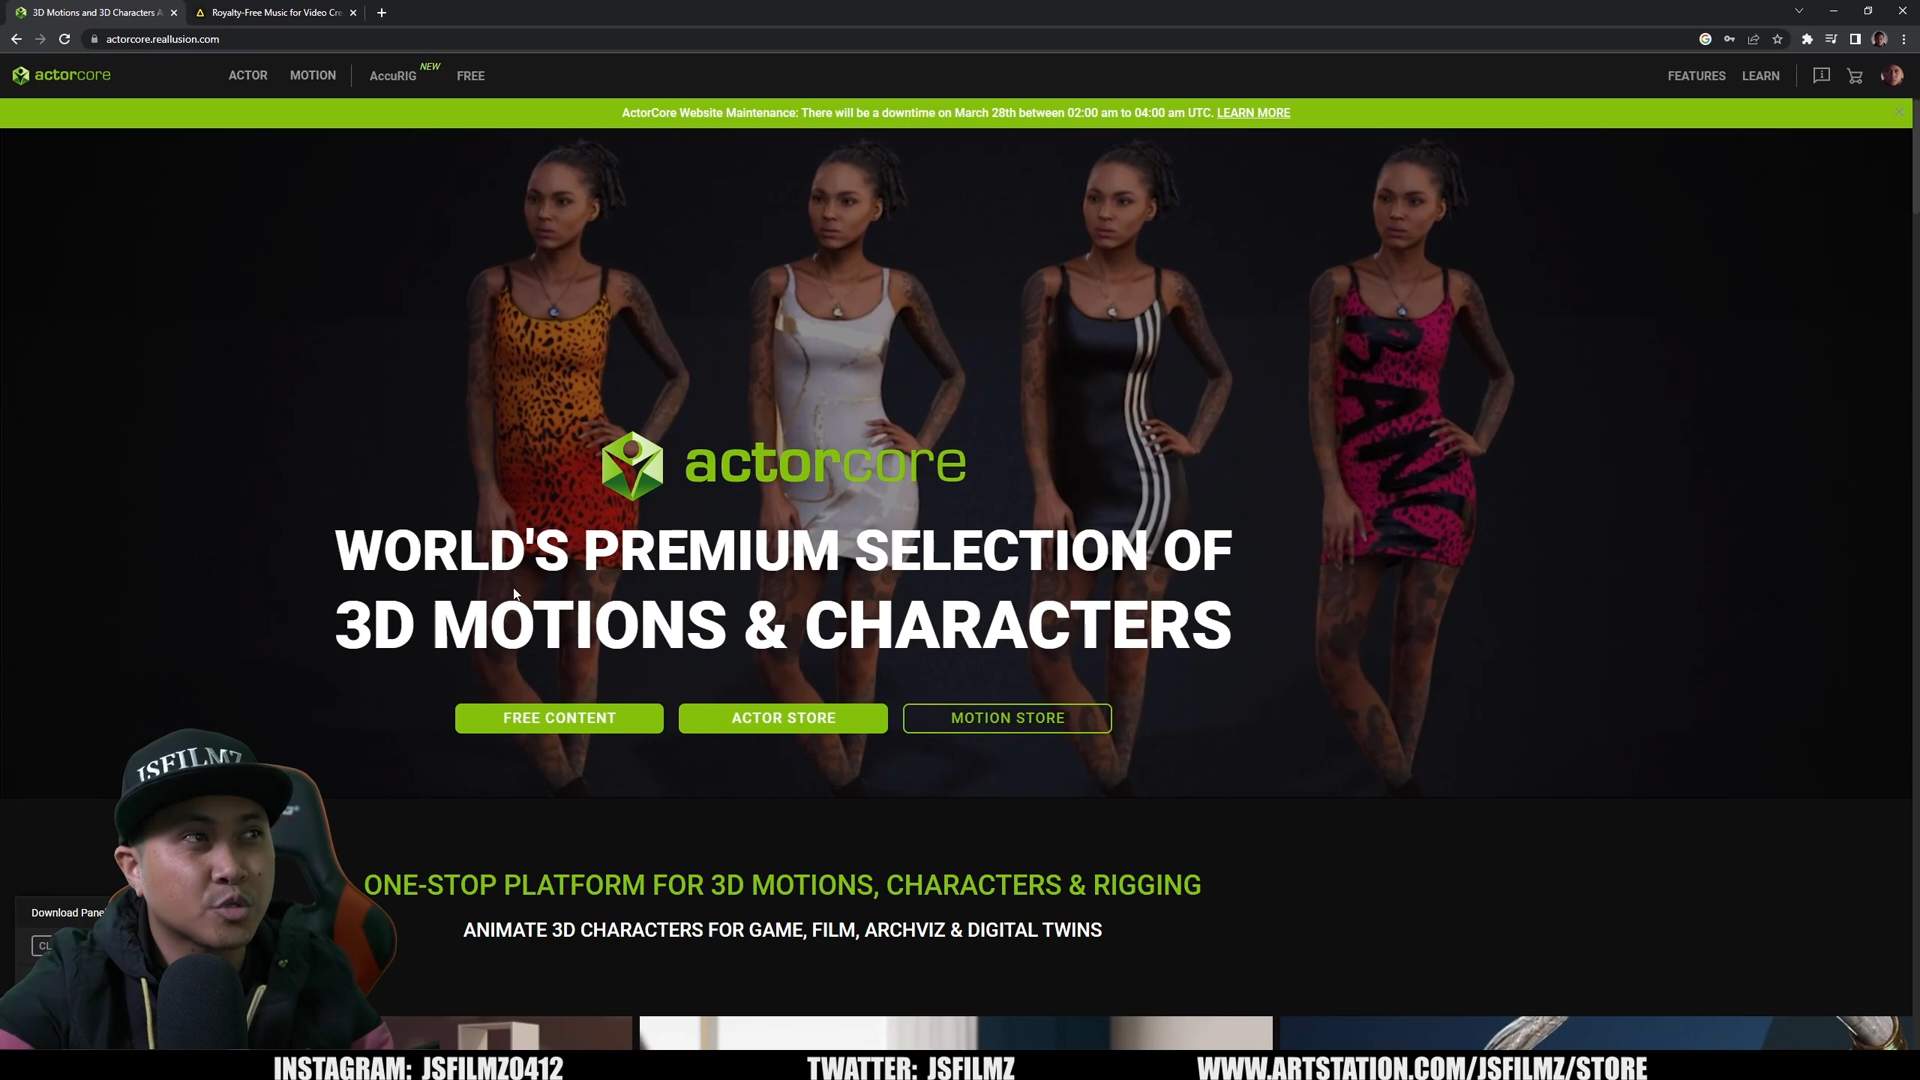 3D Motions and 3D Characters A
Royalty-Free Music for Video Cre
actorcore.reallusion.com
actorcore
ACTOR
MOTION
AccuRIG
NEW
FREE
FEATURES
LEARN
ActorCore Website Maintenance: There will be a downtime on March 28th between 02:00 am to 04:00 am UTC. LEARN MORE
BANG
actorcore
WORLD'S PREMIUM SELECTION OF
3D MOTIONS & CHARACTERS
FREE CONTENT
ACTOR STORE
MOTION STORE
JSFILMZ
ONE-STOP PLATFORM FOR 3D MOTIONS, CHARACTERS & RIGGING
ANIMATE 3D CHARACTERS FOR GAME, FILM, ARCHVIZ & DIGITAL TWINS
Download Pane
CL
INSTAGRAM: JSFILMZ0412
TWATTER: JSFILMZ
WWW.ARTSTATION.COM/JSFILMZ/STORE